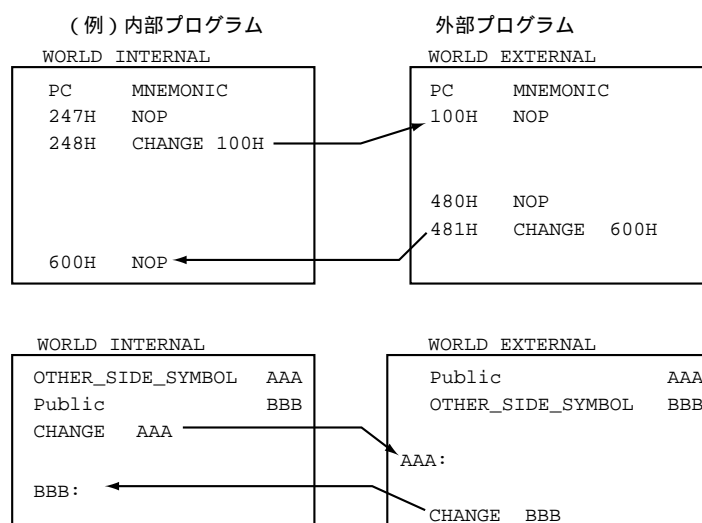 (例)内部プログラム
WORLD INTERNAL
PC MNEMONIC
247H NOP
248H CHANGE 100H
600H NOP
外部プログラム
WORLD EXTERNAL
PC MNEMONIC
100H NOP
480H NOP
481H CHANGE 600H
WORLD INTERNAL
OTHER_SIDE_SYMBOL AAA
Public BBB
CHANGE AAA
BBB:
WORLD EXTERNAL
Public AAA
OTHER_SIDE_SYMBOL BBB
AAA:
CHANGE BBB